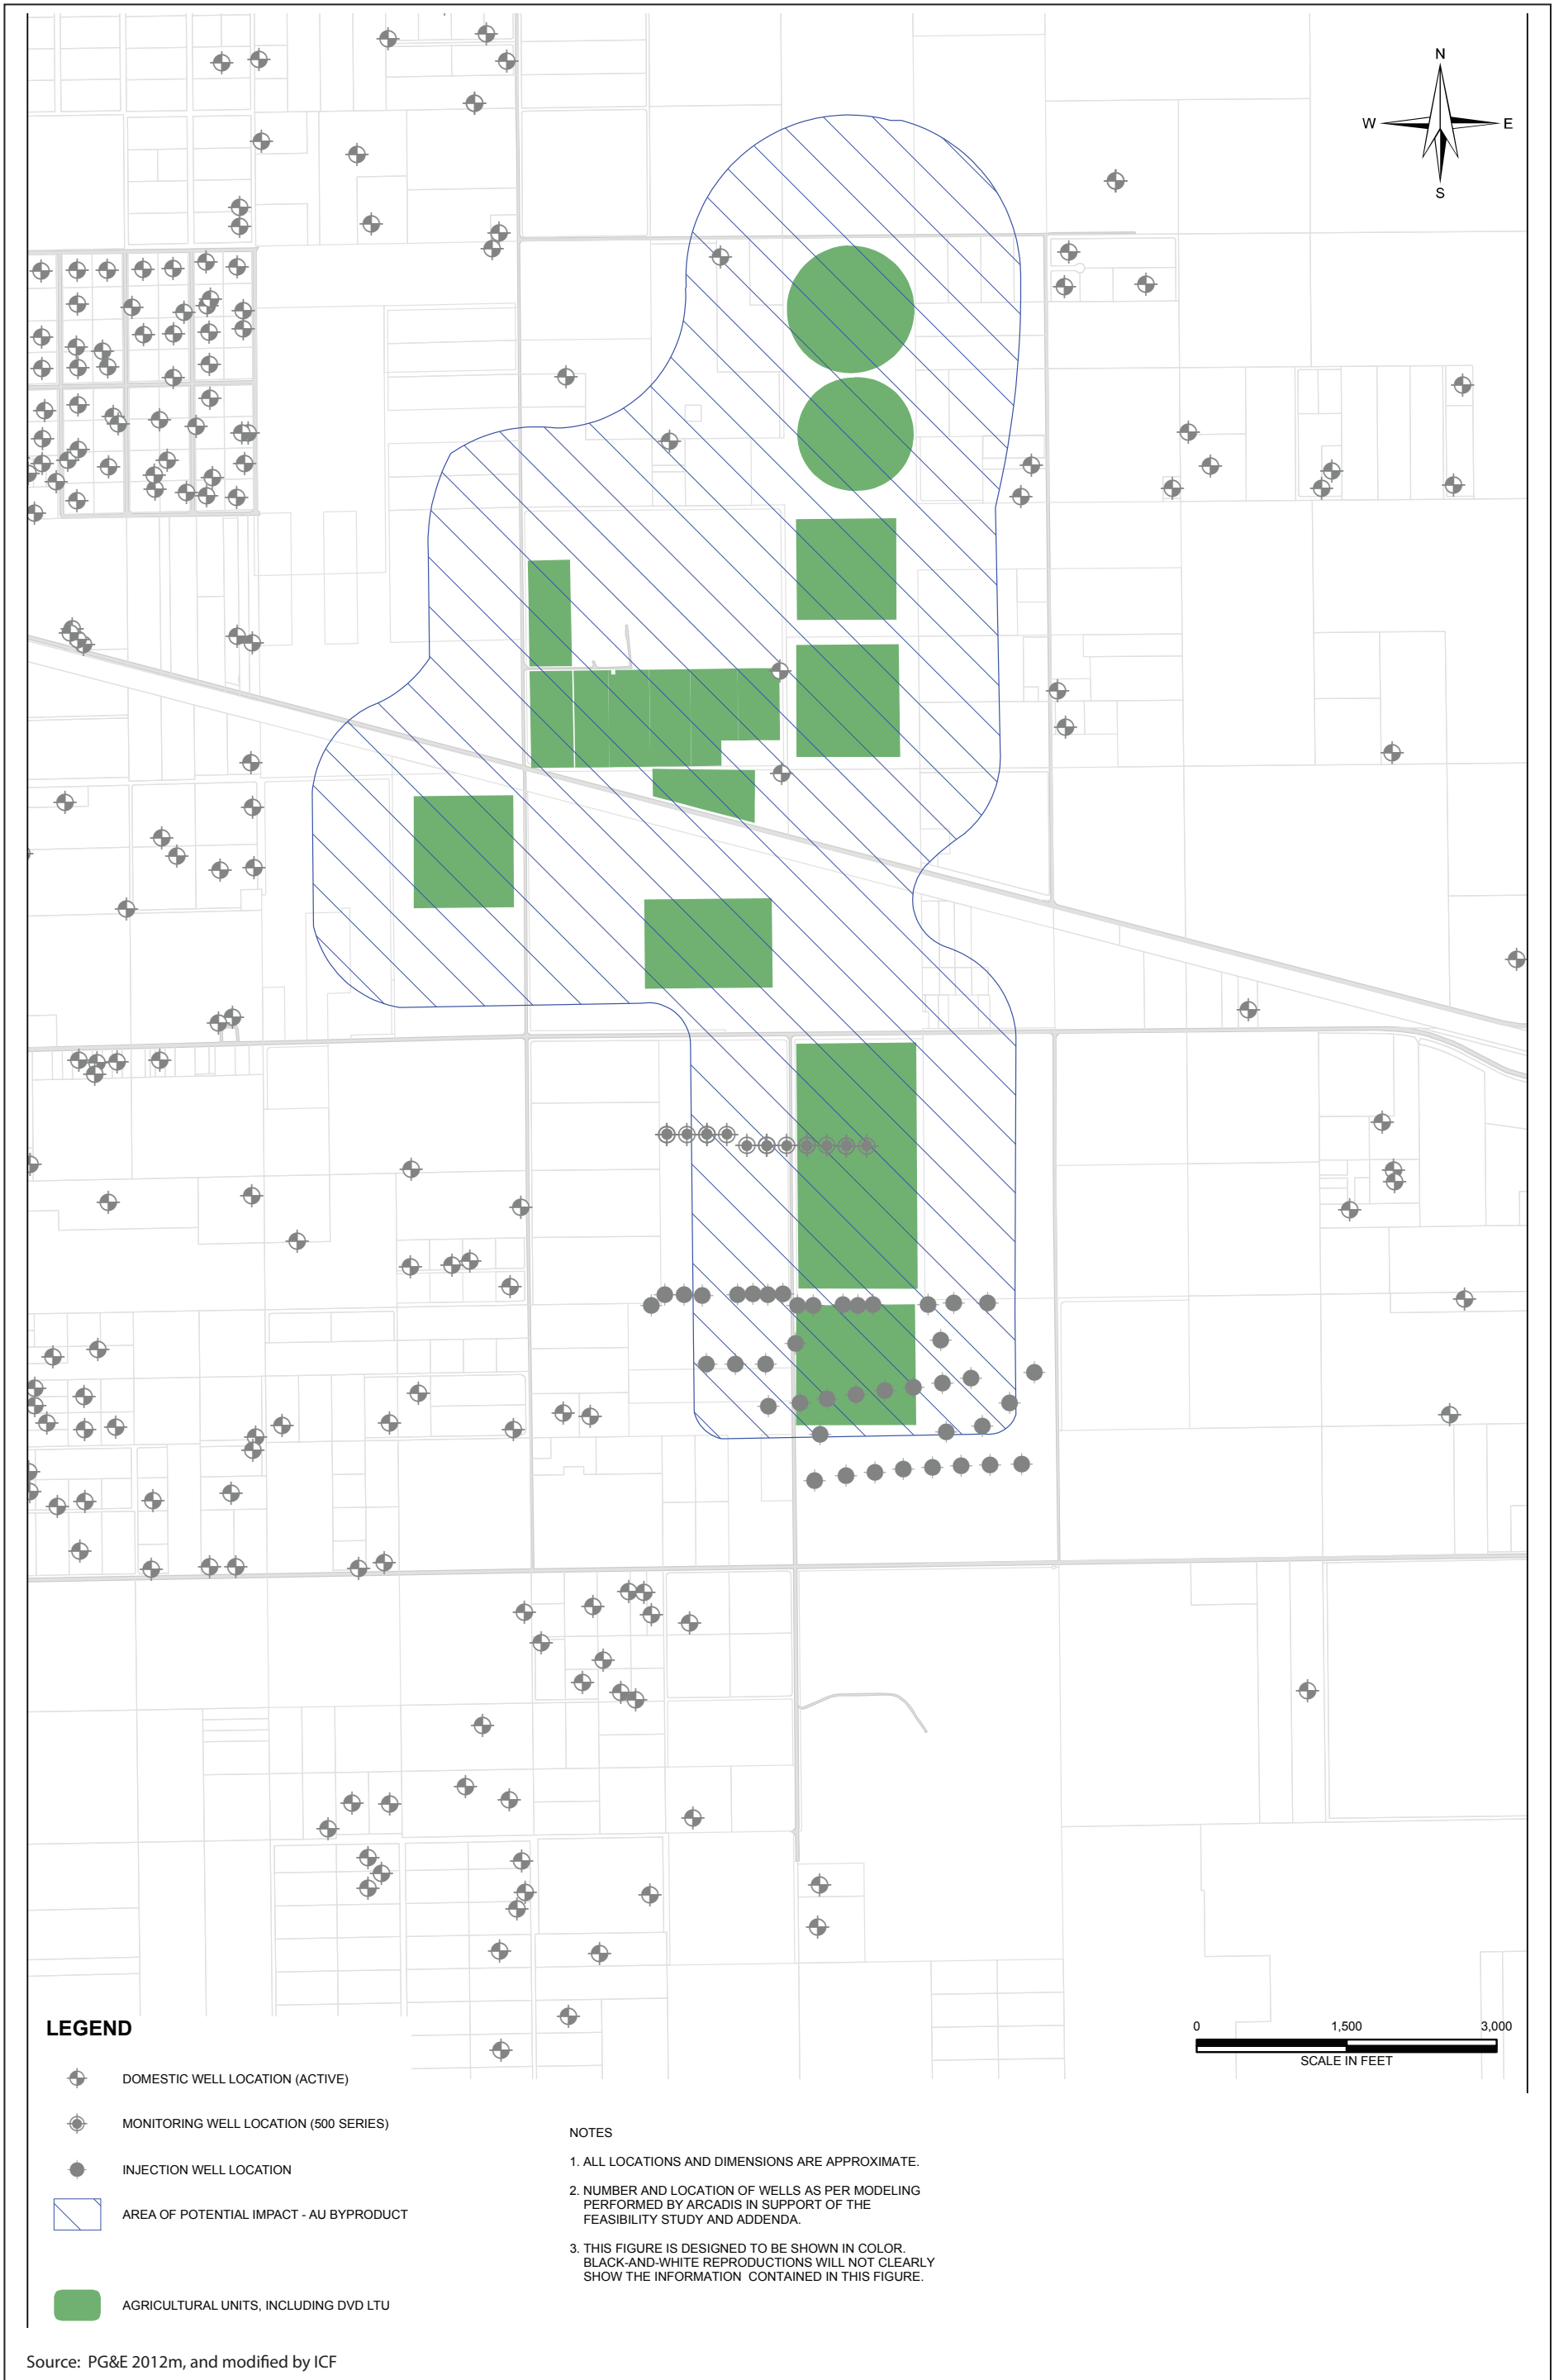 N
W E
S
LEGEND
DOMESTIC WELL LOCATION (ACTIVE)
MONITORING WELL LOCATION (500 SERIES)
INJECTION WELL LOCATION
AREA OF POTENTIAL IMPACT - AU BYPRODUCT
AGRICULTURAL UNITS, INCLUDING DVD LTU
NOTES
1. ALL LOCATIONS AND DIMENSIONS ARE APPROXIMATE.
2. NUMBER AND LOCATION OF WELLS AS PER MODELING
PERFORMED BY ARCADIS IN SUPPORT OF THE
FEASIBILITY STUDY AND ADDENDA.
3. THIS FIGURE IS DESIGNED TO BE SHOWN IN COLOR.
BLACK-AND-WHITE REPRODUCTIONS WILL NOT CLEARLY
SHOW THE INFORMATION CONTAINED IN THIS FIGURE.
0 1,500 3,000
SCALE IN FEET
Source: PG&E 2012m, and modified by ICF